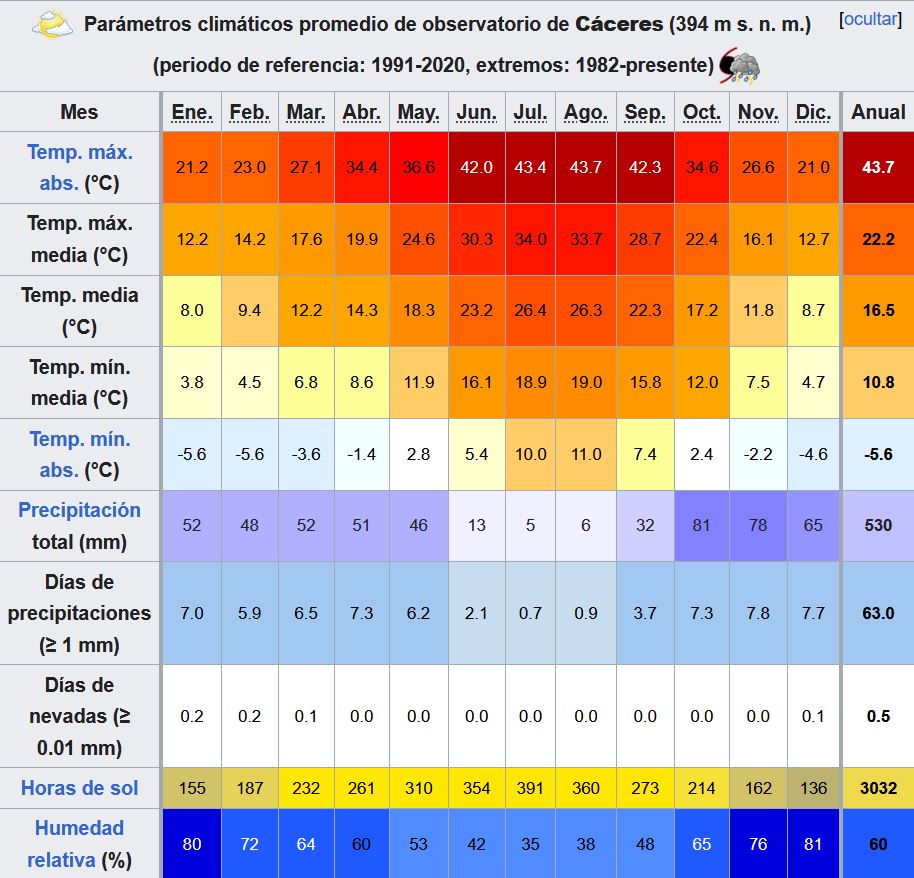 Parámetros climáticos promedio de observatorio de Cáceres (394 m s. n. m.) [ocultar]
(periodo de referencia: 1991-2020, extremos: 1982-presente)
Mes Ene. Feb. Mar. Abr. May. Jun. Jul. Ago. Sep. Oct. Nov. Dic. Anual
Temp. máx.
abs. (°C) 21.2 23.0 27.1 34.4 36.6 42.0 43.4 43.7 42.3 34.6 26.6 21.0 43.7
Temp. máx.
media (°C) 12.2 14.2 17.6 19.9 24.6 30.3 34.0 33.7 28.7 22.4 16.1 12.7 22.2
Temp. media
(°C) 8.0 9.4 12.2 14.3 18.3 23.2 26.4 26.3 22.3 17.2 11.8 8.7 16.5
Temp. mín.
media (°C) 3.8 4.5 6.8 8.6 11.9 16.1 18.9 19.0 15.8 12.0 7.5 4.7 10.8
Temp. mín.
abs. (°C) -5.6 -5.6 -3.6 -1.4 2.8 5.4 10.0 11.0 7.4 2.4 -2.2 -4.6 -5.6
Precipitación
total (mm) 52 48 52 51 46 13 5 6 32 81 78 65 530
Días de
precipitaciones
(≥ 1 mm) 7.0 5.9 6.5 7.3 6.2 2.1 0.7 0.9 3.7 7.3 7.8 7.7 63.0
Días de
nevadas (≥
0.01 mm) 0.2 0.2 0.1 0.0 0.0 0.0 0.0 0.0 0.0 0.0 0.0 0.1 0.5
Horas de sol 155 187 232 261 310 354 391 360 273 214 162 136 3032
Humedad
relativa (%) 80 72 64 60 53 42 35 38 48 65 76 81 60